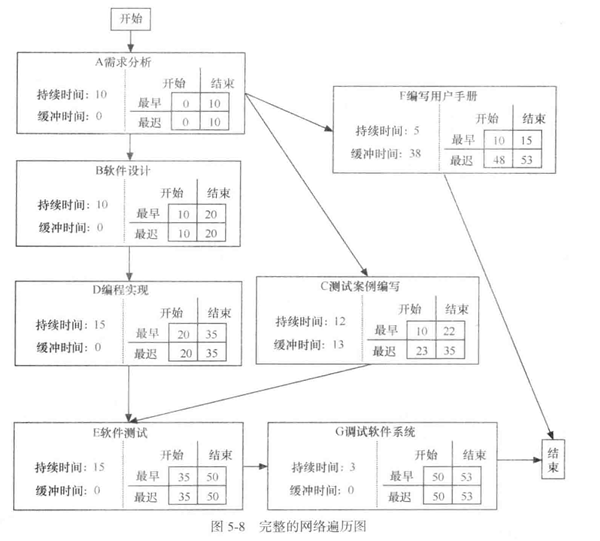 开始
A需求分析
开始 结束
持续时间: 10
最早 0 10
缓冲时间: 0
最迟 0 10
F编写用户手册
开始 结束
持续时间: 5
最早 10 15
缓冲时间: 38
最迟 48 53
B软件设计
开始 结束
持续时间: 10
最早 10 20
缓冲时间: 0
最迟 10 20
D编程实现
开始 结束
持续时间: 15
最早 20 35
缓冲时间: 0
最迟 20 35
C测试案例编写
开始 结束
持续时间: 12
最早 10 22
缓冲时间: 13
最迟 23 35
E软件测试
开始 结束
持续时间: 15
最早 35 50
缓冲时间: 0
最迟 35 50
G调试软件系统
开始 结束
持续时间: 3
最早 50 53
缓冲时间: 0
最迟 50 53
结束
图 5-8 完整的网络遍历图